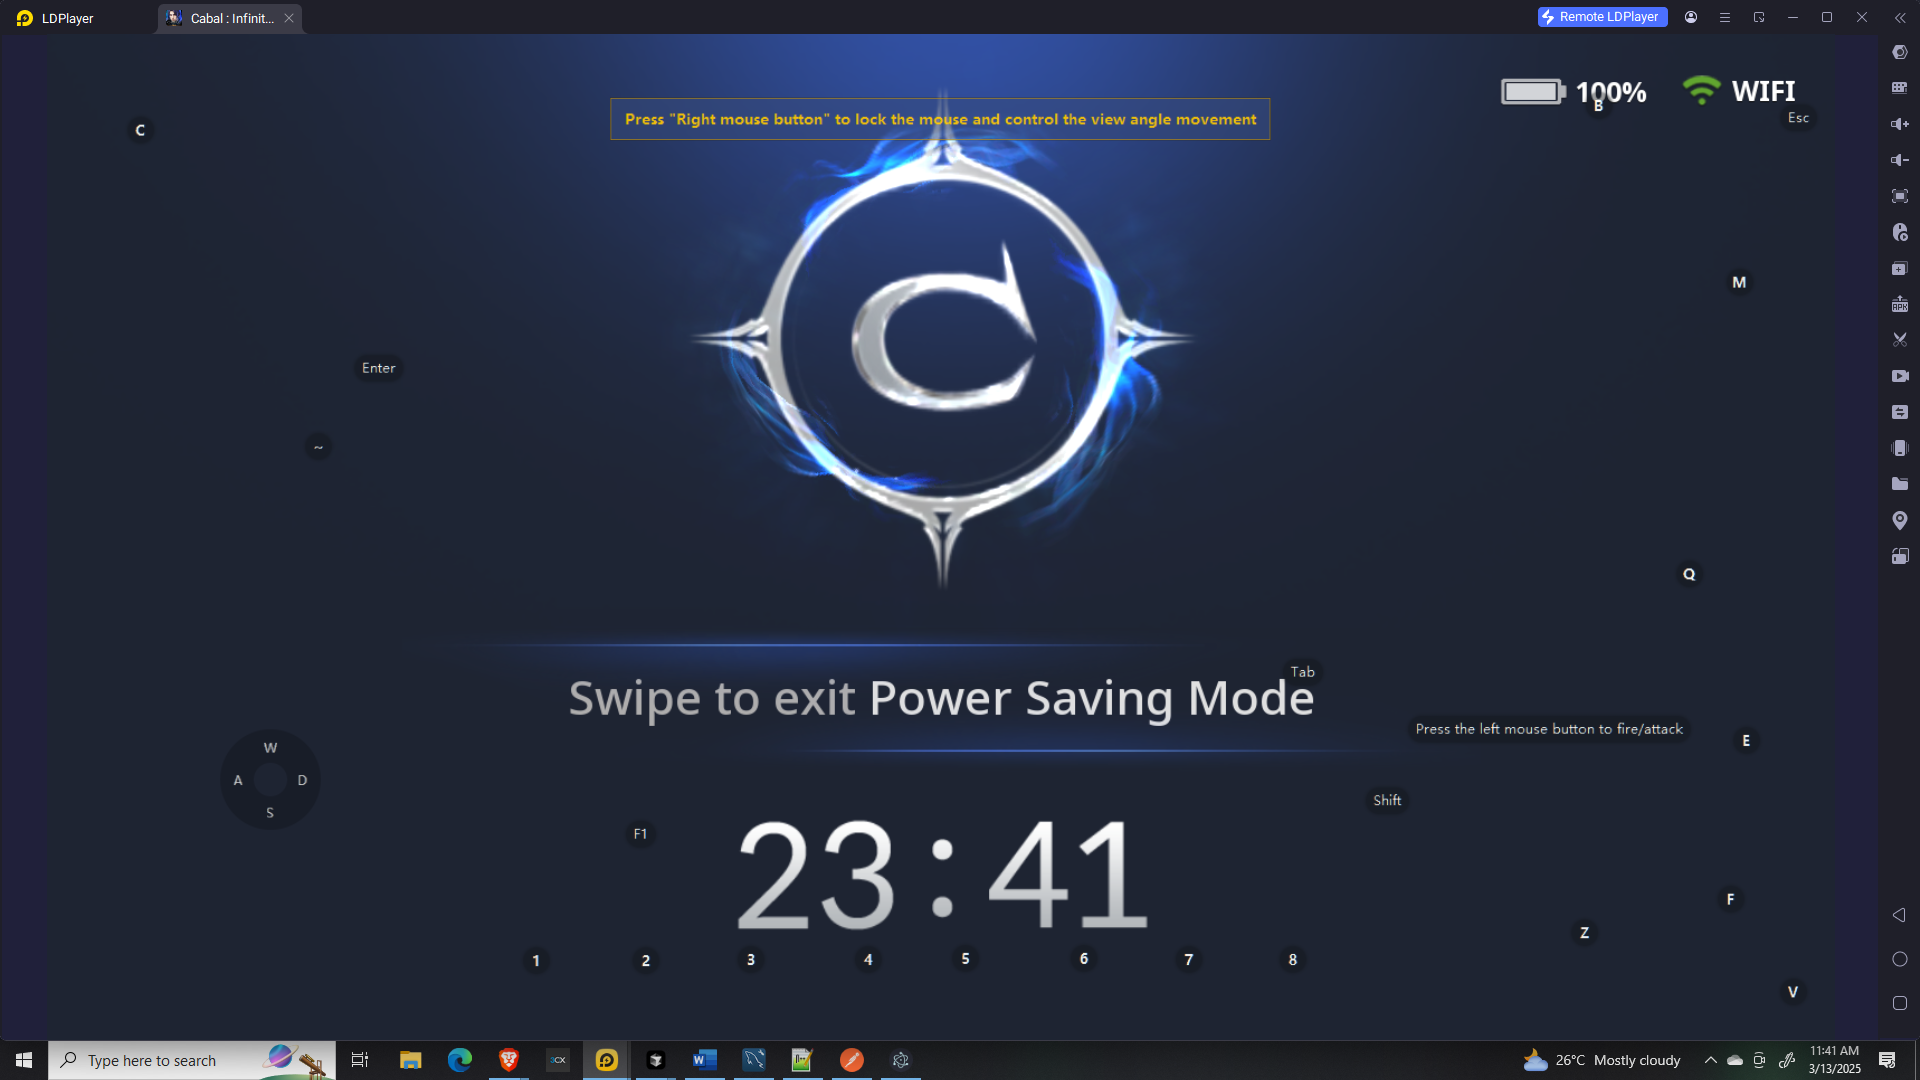 LDPlayer
Cabal : Infinit...
Remote LDPlayer
100%
WIFI
B
Esc
C
Press "Right mouse button" to lock the mouse and control the view angle movement
C
M
Enter
~
Q
Tab
Swipe to exit Power Saving Mode
Press the left mouse button to fire/attack
E
W
A
D
S
Shift
F1
23:41
F
Z
1
2
3
4
5
6
7
8
V
Type here to search
3CX
26°C Mostly cloudy
11:41 AM
3/13/2025